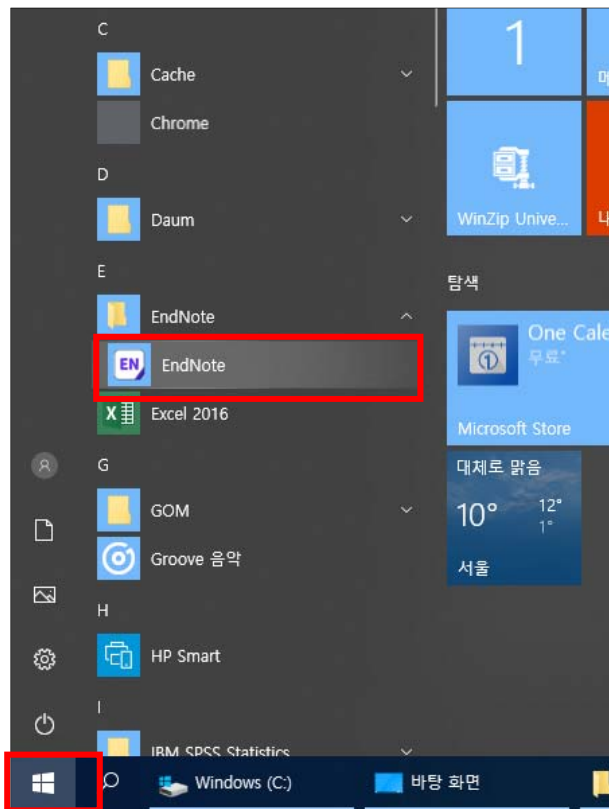 C
Cache
Chrome
D
Daum
E
EndNote
EN
EndNote
Excel 2016
G
GOM
Groove 음악
H
HP Smart
I
IBM SPSS Statistics
1
WinZip Unive...
탐색
One Cale
무료*
Microsoft Store
대체로 맑음
10° 12°
1°
서울
Windows (C:)
바탕 화면